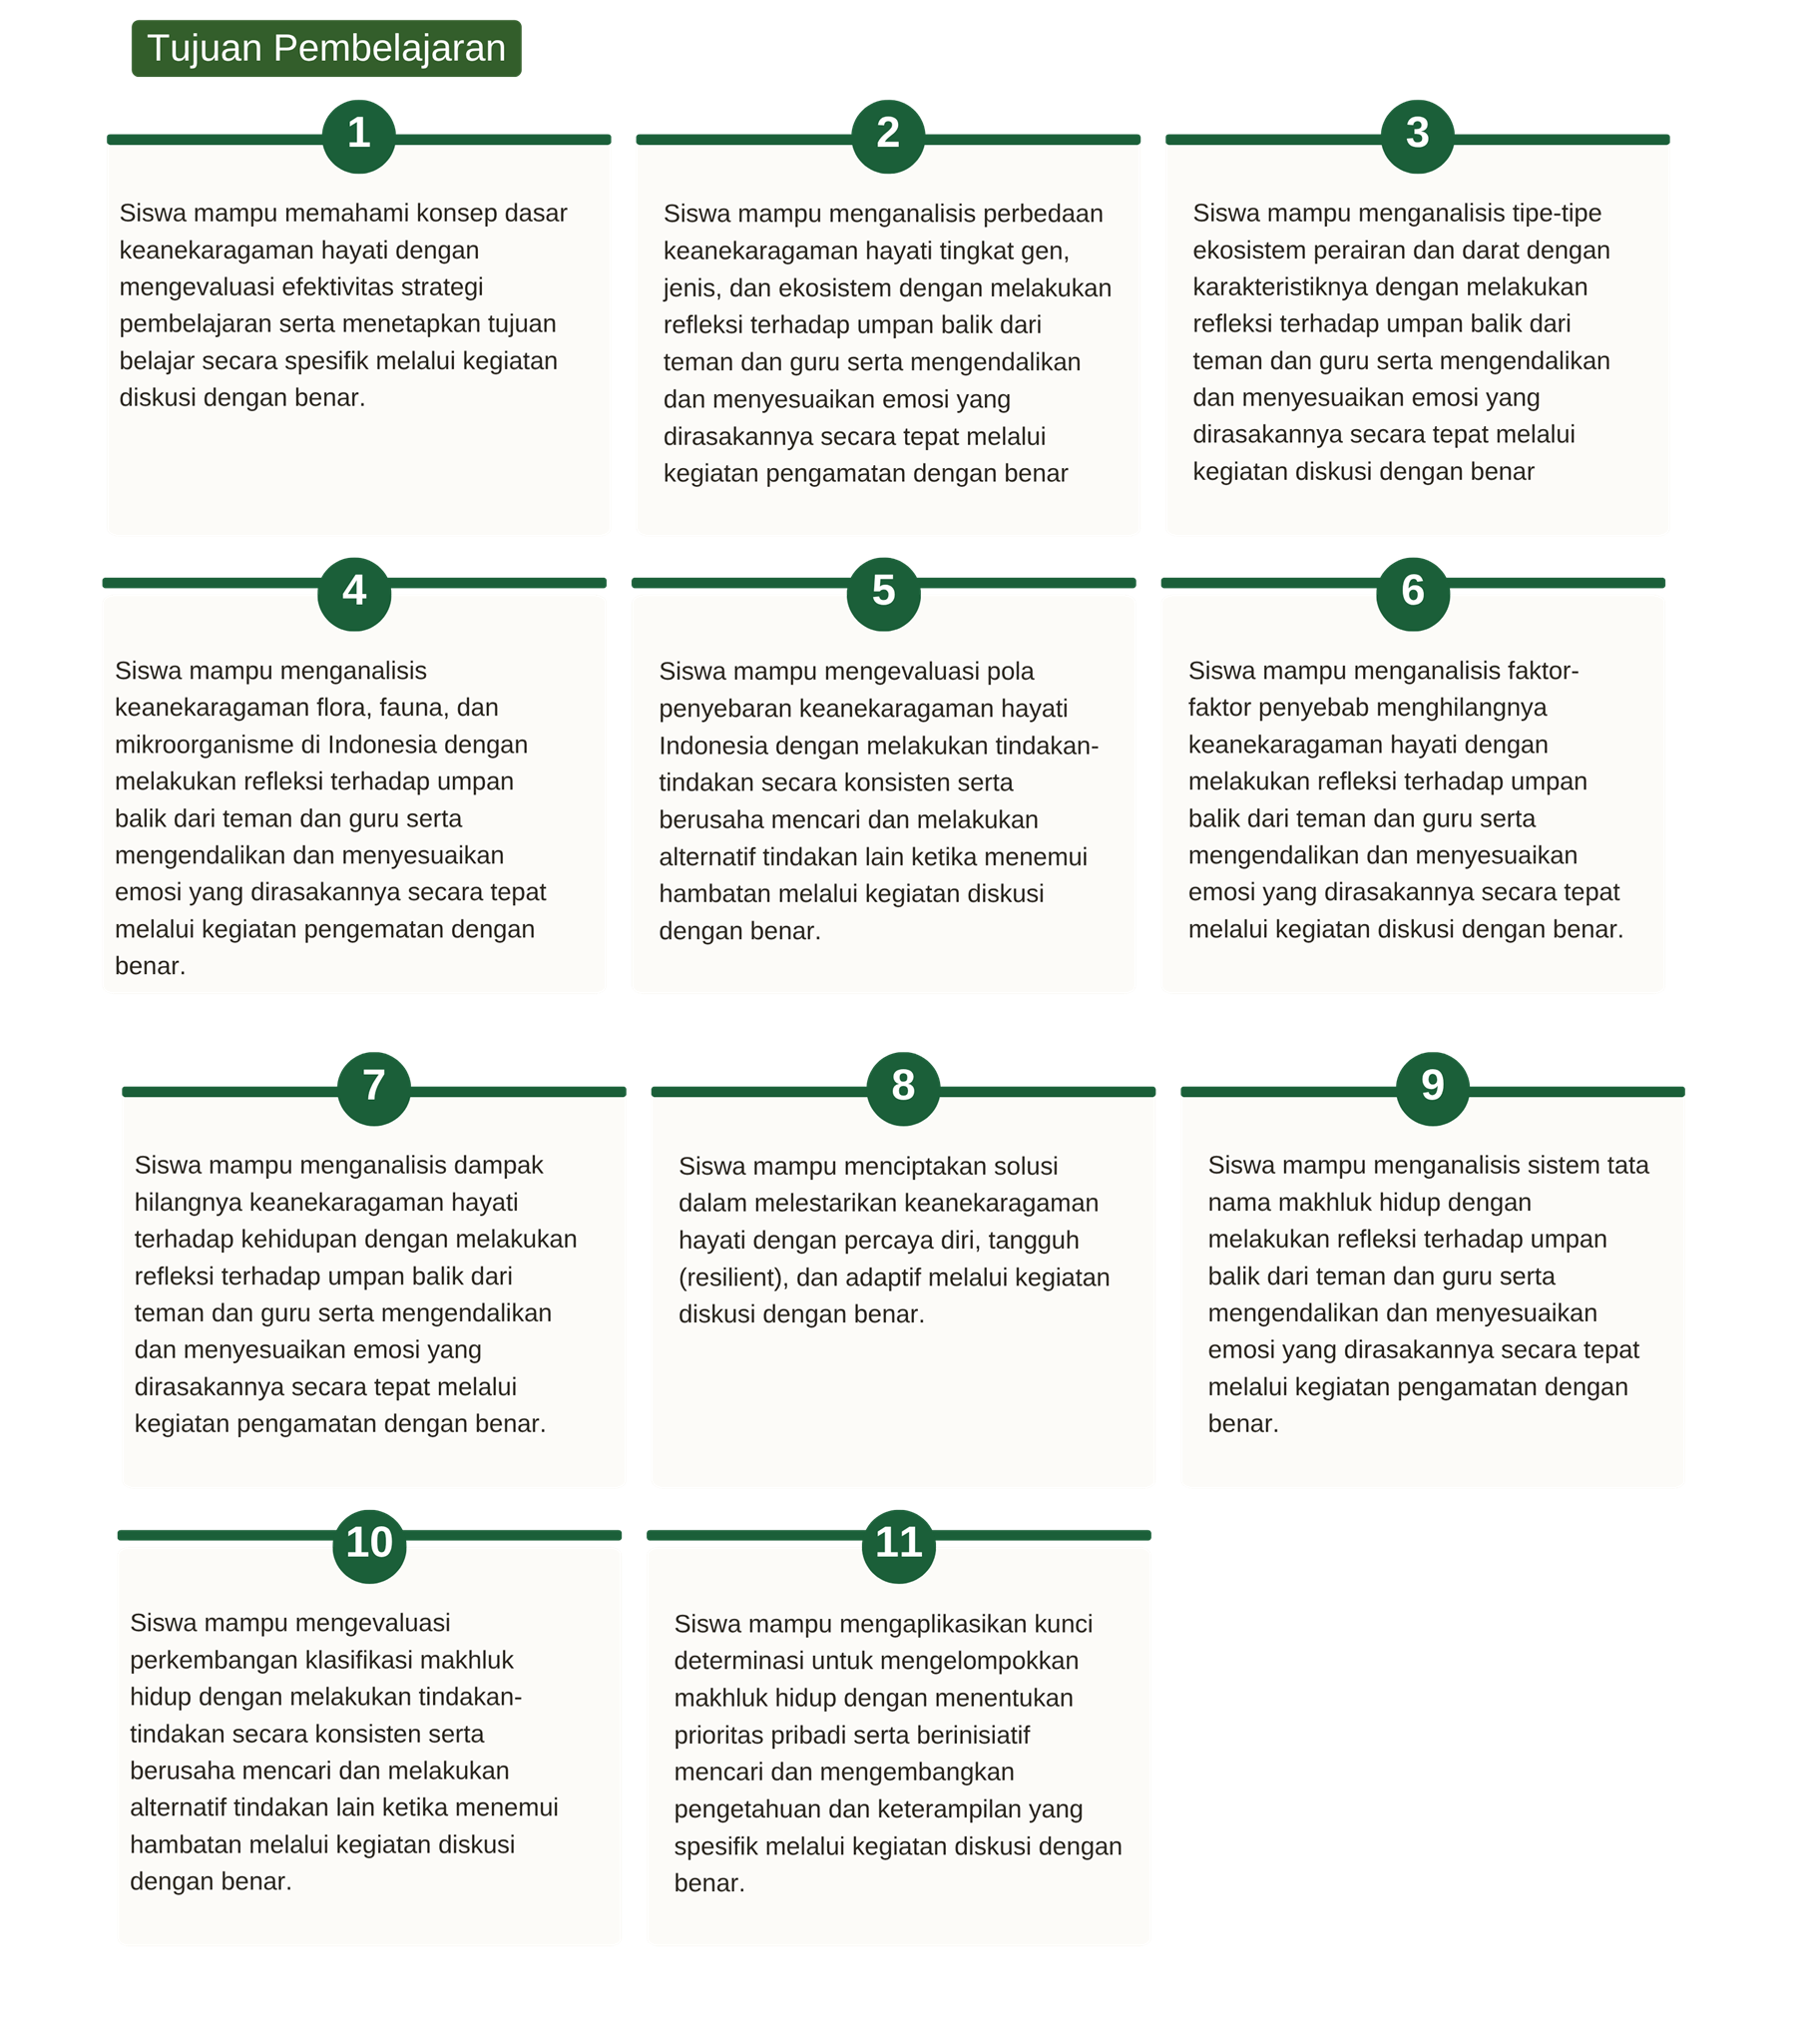 Tujuan Pembelajaran
1
Siswa mampu memahami konsep dasar
keanekaragaman hayati dengan
mengevaluasi efektivitas strategi
pembelajaran serta menetapkan tujuan
belajar secara spesifik melalui kegiatan
diskusi dengan benar.
2
Siswa mampu menganalisis perbedaan
keanekaragaman hayati tingkat gen,
jenis, dan ekosistem dengan melakukan
refleksi terhadap umpan balik dari
teman dan guru serta mengendalikan
dan menyesuaikan emosi yang
dirasakannya secara tepat melalui
kegiatan pengamatan dengan benar
3
Siswa mampu menganalisis tipe-tipe
ekosistem perairan dan darat dengan
karakteristiknya dengan melakukan
refleksi terhadap umpan balik dari
teman dan guru serta mengendalikan
dan menyesuaikan emosi yang
dirasakannya secara tepat melalui
kegiatan diskusi dengan benar
4
Siswa mampu menganalisis
keanekaragaman flora, fauna, dan
mikroorganisme di Indonesia dengan
melakukan refleksi terhadap umpan
balik dari teman dan guru serta
mengendalikan dan menyesuaikan
emosi yang dirasakannya secara tepat
melalui kegiatan pengematan dengan
benar.
5
Siswa mampu mengevaluasi pola
penyebaran keanekaragaman hayati
Indonesia dengan melakukan tindakan-
tindakan secara konsisten serta
berusaha mencari dan melakukan
alternatif tindakan lain ketika menemui
hambatan melalui kegiatan diskusi
dengan benar.
6
Siswa mampu menganalisis faktor-
faktor penyebab menghilangnya
keanekaragaman hayati dengan
melakukan refleksi terhadap umpan
balik dari teman dan guru serta
mengendalikan dan menyesuaikan
emosi yang dirasakannya secara tepat
melalui kegiatan diskusi dengan benar.
7
Siswa mampu menganalisis dampak
hilangnya keanekaragaman hayati
terhadap kehidupan dengan melakukan
refleksi terhadap umpan balik dari
teman dan guru serta mengendalikan
dan menyesuaikan emosi yang
dirasakannya secara tepat melalui
kegiatan pengamatan dengan benar.
8
Siswa mampu menciptakan solusi
dalam melestarikan keanekaragaman
hayati dengan percaya diri, tangguh
(resilient), dan adaptif melalui kegiatan
diskusi dengan benar.
9
Siswa mampu menganalisis sistem tata
nama makhluk hidup dengan
melakukan refleksi terhadap umpan
balik dari teman dan guru serta
mengendalikan dan menyesuaikan
emosi yang dirasakannya secara tepat
melalui kegiatan pengamatan dengan
benar.
10
Siswa mampu mengevaluasi
perkembangan klasifikasi makhluk
hidup dengan melakukan tindakan-
tindakan secara konsisten serta
berusaha mencari dan melakukan
alternatif tindakan lain ketika menemui
hambatan melalui kegiatan diskusi
dengan benar.
11
Siswa mampu mengaplikasikan kunci
determinasi untuk mengelompokkan
makhluk hidup dengan menentukan
prioritas pribadi serta berinisiatif
mencari dan mengembangkan
pengetahuan dan keterampilan yang
spesifik melalui kegiatan diskusi dengan
benar.